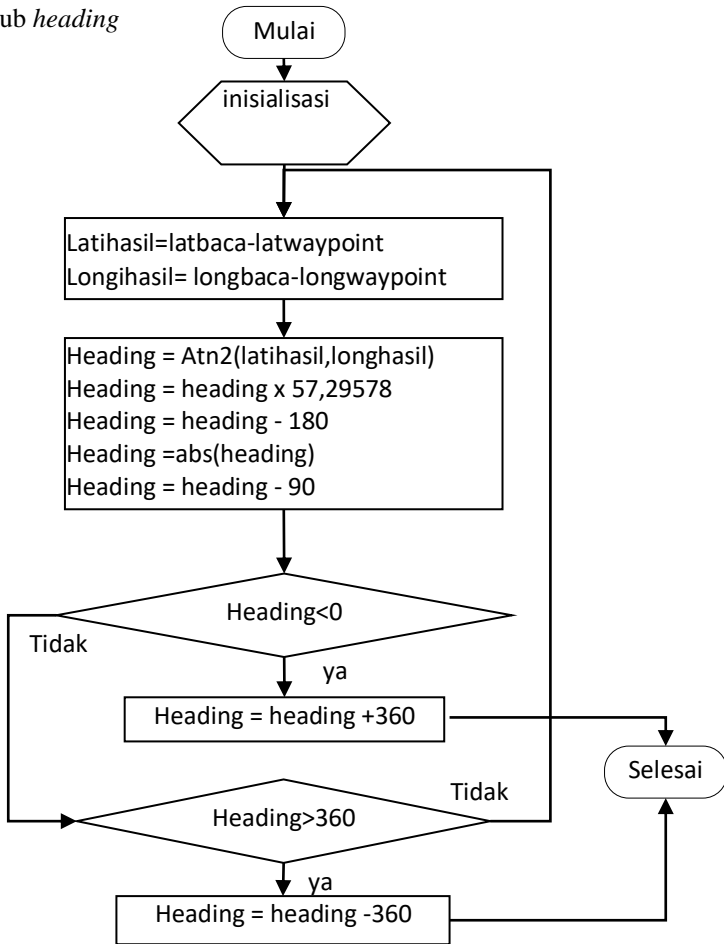 ub heading
Mulai
inisialisasi
Latihasil=latbaca-latwaypoint
Longihasil= longbaca-longwaypoint
Heading = Atn2(latihasil,longhasil)
Heading = heading x 57,29578
Heading = heading - 180
Heading =abs(heading)
Heading = heading - 90
Heading<0
Tidak
ya
Heading = heading +360
Selesai
Heading>360
Tidak
ya
Heading = heading -360